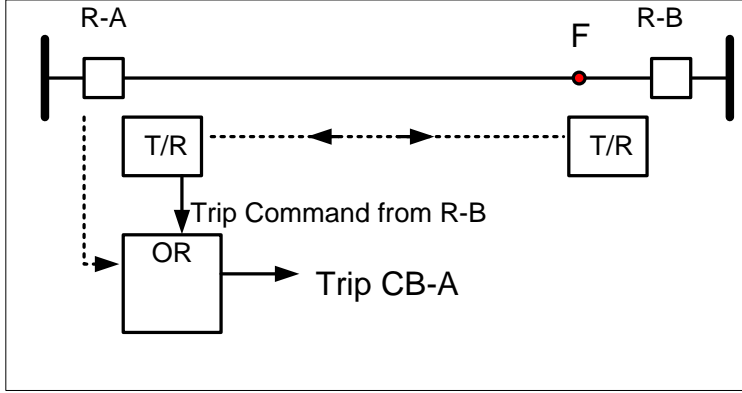 R-A
R-B
F
T/R
T/R
Trip Command from R-B
OR
Trip CB-A